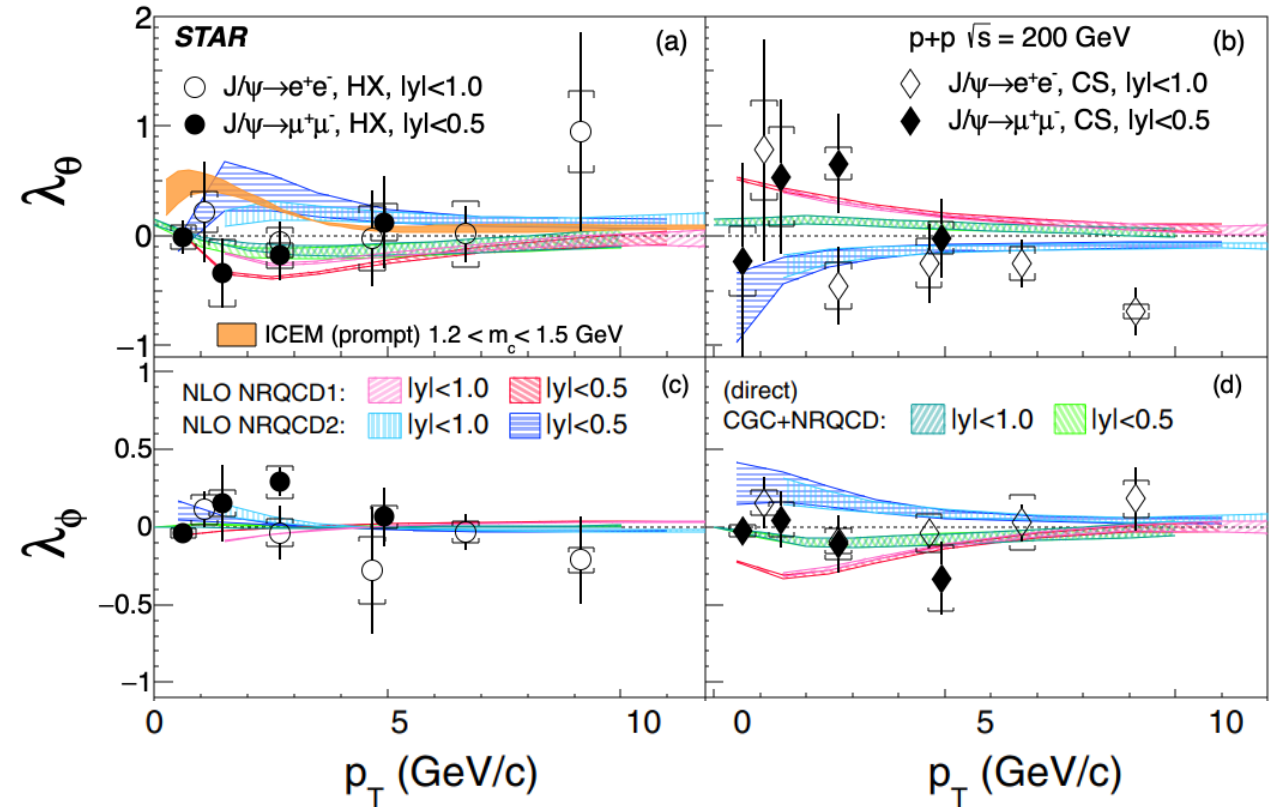 STAR
(a)
J/ψ→e⁺e⁻, HX, |y|<1.0
J/ψ→μ⁺μ⁻, HX, |y|<0.5
ICEM (prompt) 1.2 < m_c < 1.5 GeV
p+p √s = 200 GeV
(b)
J/ψ→e⁺e⁻, CS, |y|<1.0
J/ψ→μ⁺μ⁻, CS, |y|<0.5
λ_θ
2
1
0
−1
(c)
NLO NRQCD1: |y|<1.0 |y|<0.5
NLO NRQCD2: |y|<1.0 |y|<0.5
(d)
(direct)
CGC+NRQCD: |y|<1.0 |y|<0.5
λ_ϕ
1
0.5
0
−0.5
−1
0 5 10
0 5 10
p_T (GeV/c)
p_T (GeV/c)